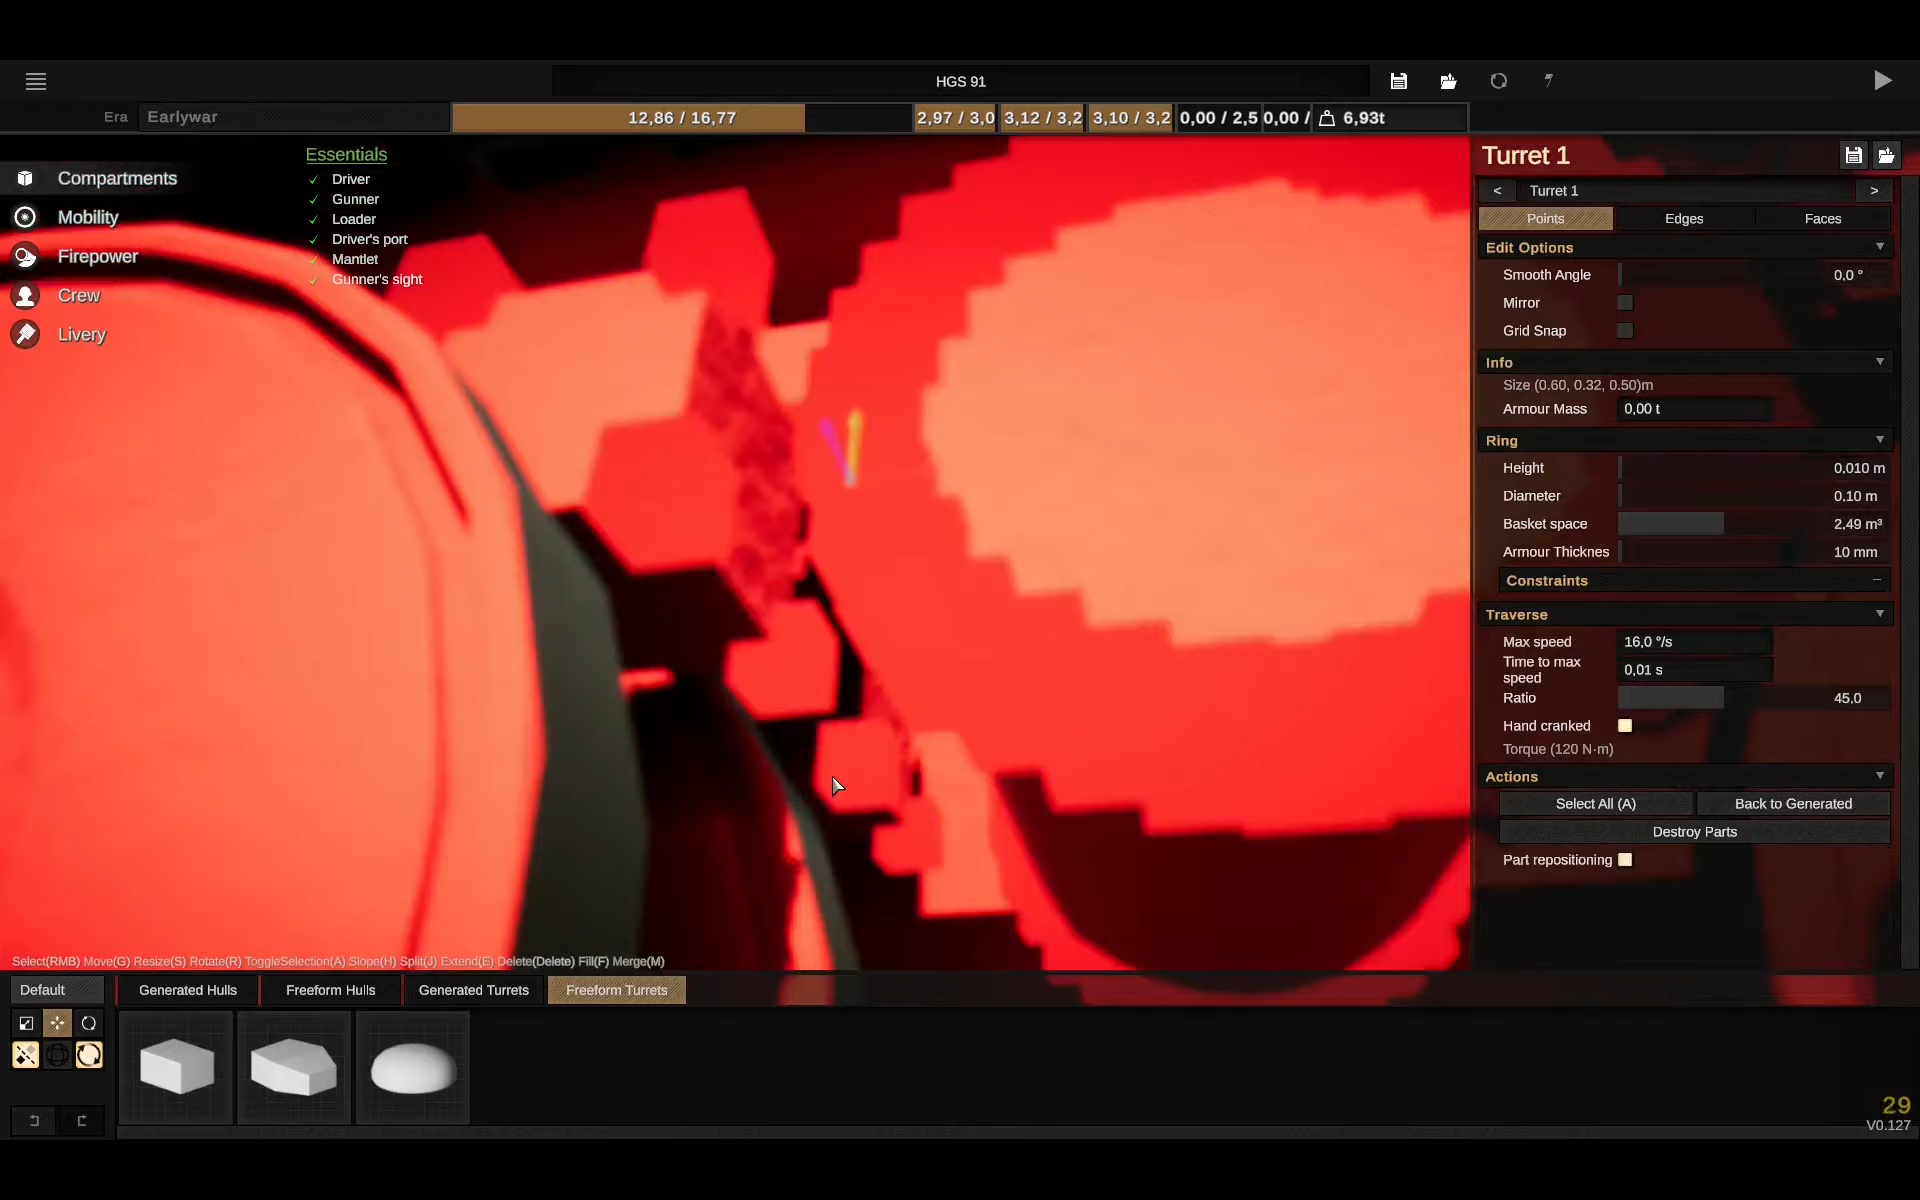 HGS 91
Era Earlywar
12,86 / 16,77
2,97 / 3,0
3,12 / 3,2
3,10 / 3,2
0,00 / 2,5
0,00 /
6,93t
Compartments
Mobility
Firepower
Crew
Livery
Essentials
Driver
Gunner
Loader
Driver's port
Mantlet
Gunner's sight
Turret 1
< Turret 1 >
Points Edges Faces
Edit Options
Smooth Angle 0,0 °
Mirror
Grid Snap
Info
Size (0.60, 0.32, 0.50)m
Armour Mass 0,00 t
Ring
Height 0,010 m
Diameter 0,10 m
Basket space 2,49 m³
Armour Thicknes 10 mm
Constraints
Traverse
Max speed 16,0 °/s
Time to max speed 0,01 s
Ratio 45,0
Hand cranked
Torque (120 N·m)
Actions
Select All (A) Back to Generated
Destroy Parts
Part repositioning
Select(RMB) Move(G) Resize(S) Rotate(R) ToggleSelection(A) Slope(H) Split(J) Extend(E) Delete(Delete) Fill(F) Merge(M)
Default Generated Hulls Freeform Hulls Generated Turrets Freeform Turrets
29
V0.127